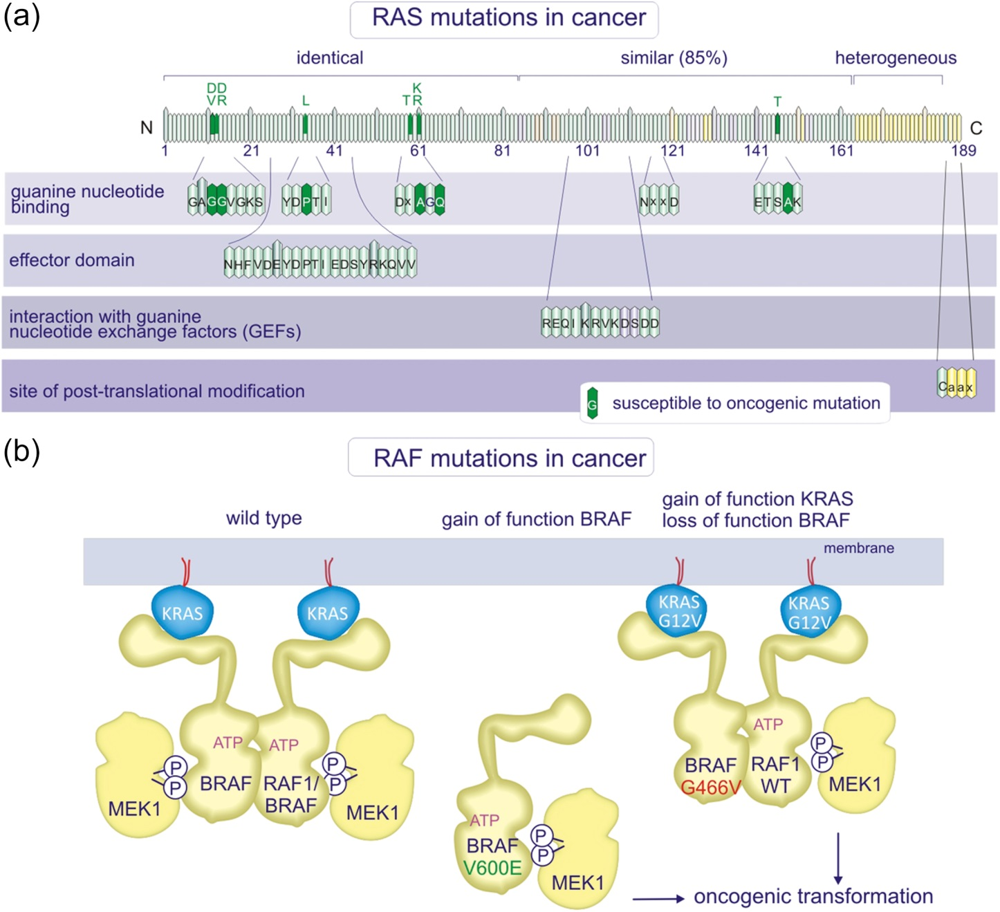 (a)
RAS mutations in cancer
identical
similar (85%)
heterogeneous
DD
VR
L
K
T R
T
N
C
1 21 41 61 81 101 121 141 161 189
guanine nucleotide
binding
GAGGVGKS
YDPTI
DxAGQ
NxxD
ETSAK
effector domain
NHFVDEYDPTIEDSYRKQVV
interaction with guanine
nucleotide exchange factors (GEFs)
REQIKRVKDSDD
site of post-translational modification
Caax
G susceptible to oncogenic mutation
(b)
RAF mutations in cancer
wild type
gain of function BRAF
gain of function KRAS
loss of function BRAF
membrane
KRAS
KRAS
KRAS
G12V
KRAS
G12V
ATP
BRAF
ATP
RAF1/
BRAF
P
P
MEK1
P
P
MEK1
ATP
BRAF
V600E
P
P
MEK1
BRAF
G466V
ATP
RAF1
WT
P
P
MEK1
oncogenic transformation